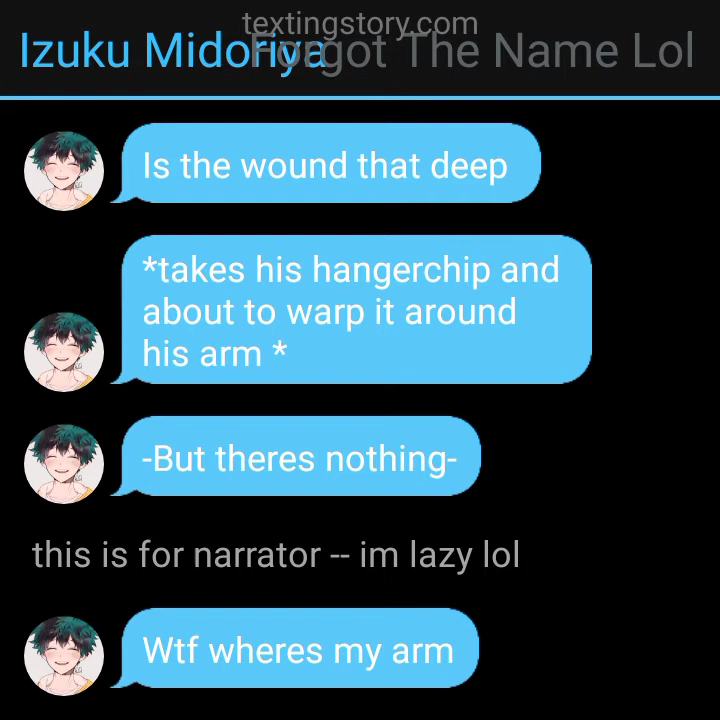 textingstory.com
Izuku Midoriya
Forgot The Name Lol
Is the wound that deep
*takes his hangerchip and
about to warp it around
his arm *
-But theres nothing-
this is for narrator -- im lazy lol
Wtf wheres my arm